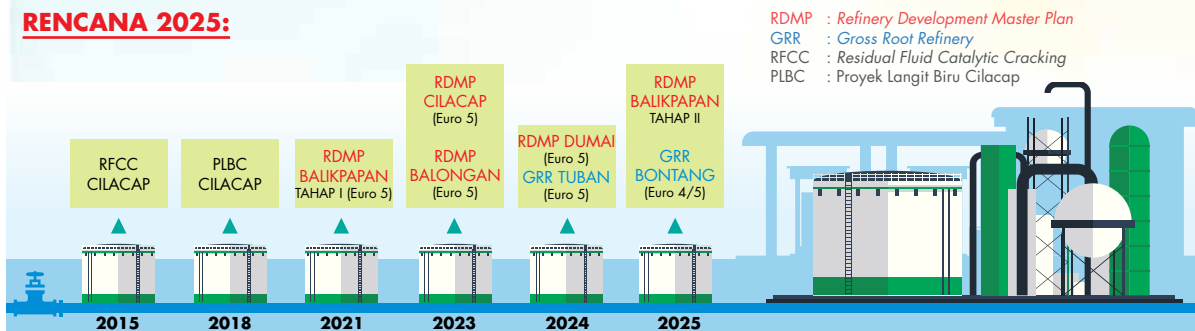 RENCANA 2025:
RDMP : Refinery Development Master Plan
GRR : Gross Root Refinery
RFCC : Residual Fluid Catalytic Cracking
PLBC : Proyek Langit Biru Cilacap
RFCC
CILACAP
PLBC
CILACAP
RDMP
BALIKPAPAN
TAHAP I (Euro 5)
RDMP
CILACAP
(Euro 5)
RDMP
BALONGAN
(Euro 5)
RDMP DUMAI
(Euro 5)
GRR TUBAN
(Euro 5)
RDMP
BALIKPAPAN
TAHAP II
GRR
BONTANG
(Euro 4/5)
2015
2018
2021
2023
2024
2025